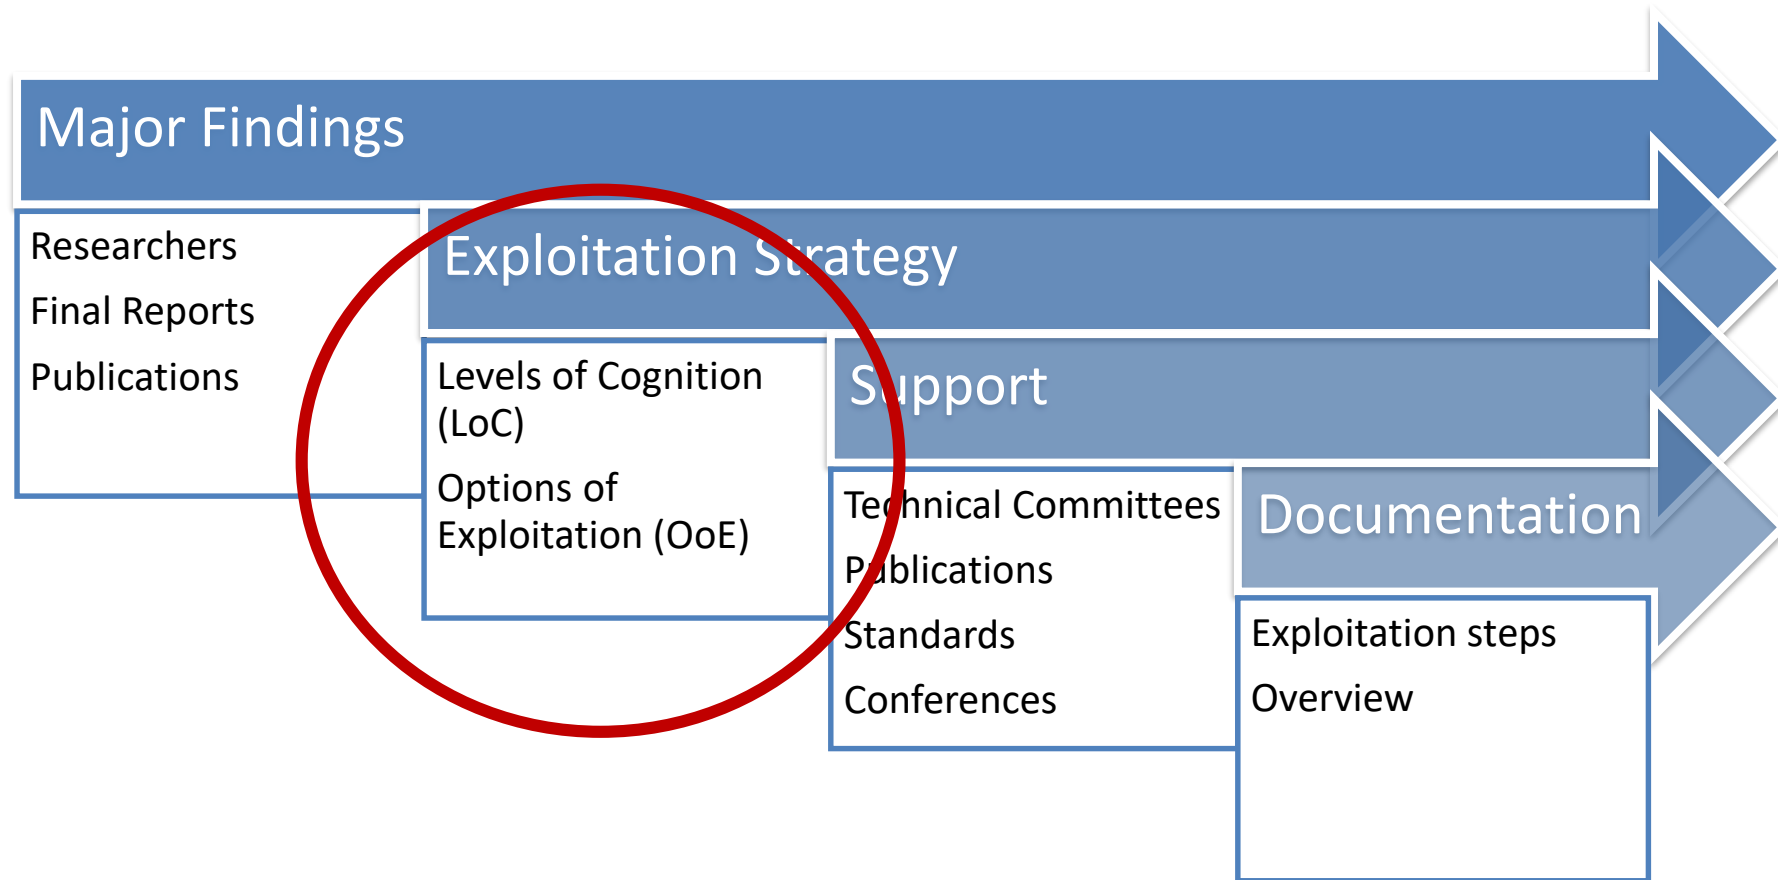 Major Findings
Researchers
Final Reports
Publications
Exploitation Strategy
Levels of Cognition
(LoC)
Options of
Exploitation (OoE)
Support
Technical Committees
Publications
Standards
Conferences
Documentation
Exploitation steps
Overview